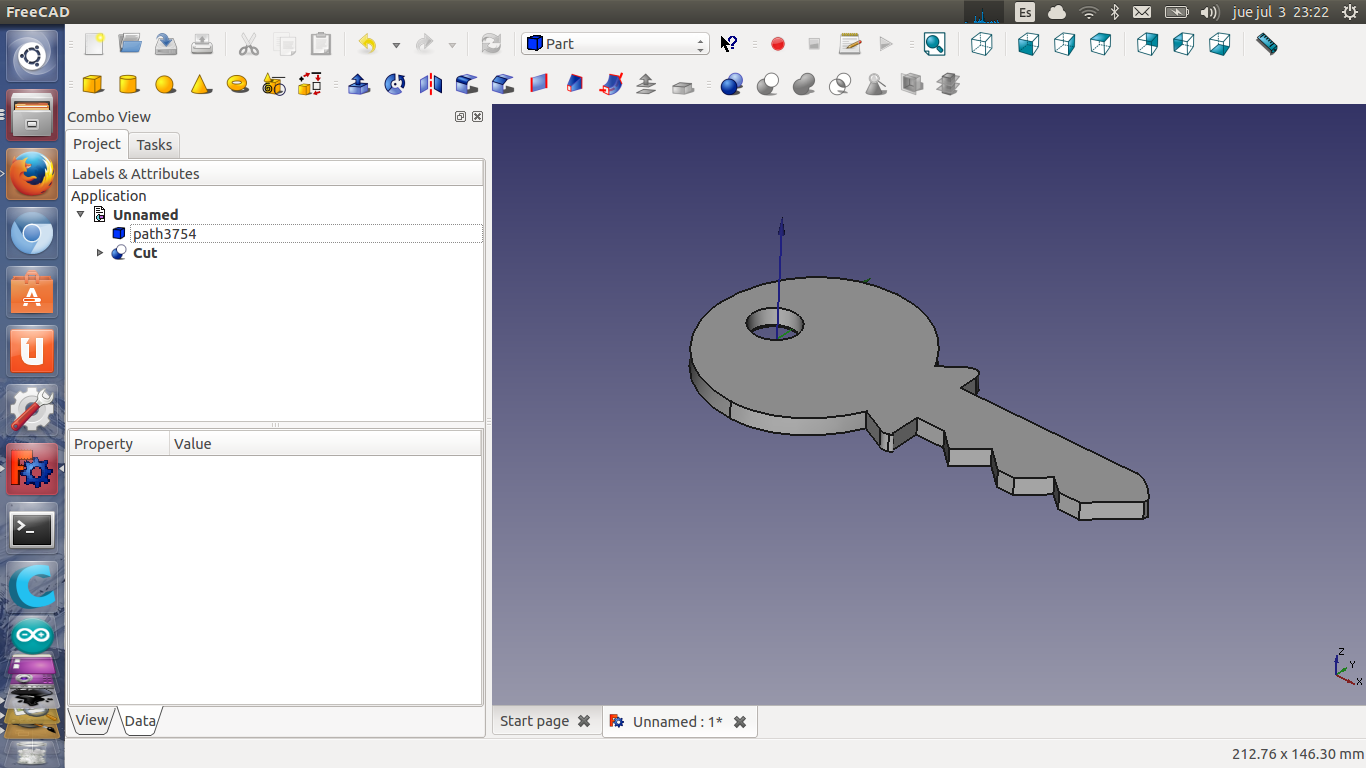 FreeCAD
Es
jue jul 3 23:22
Part
Combo View
Project Tasks
Labels & Attributes
Application
Unnamed
path3754
Cut
Property Value
View Data
Z
Y
X
Start page
Unnamed : 1*
212.76 x 146.30 mm